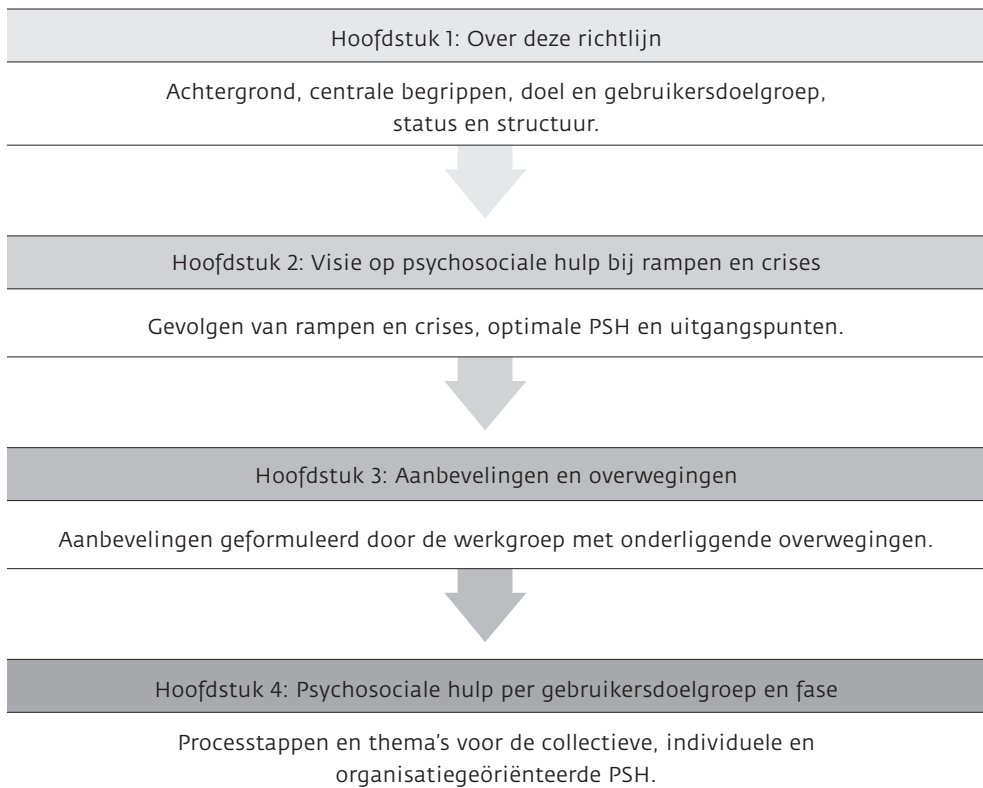 Hoofdstuk 1: Over deze richtlijn
Achtergrond, centrale begrippen, doel en gebruikersdoelgroep,
status en structuur.
Hoofdstuk 2: Visie op psychosociale hulp bij rampen en crises
Gevolgen van rampen en crises, optimale PSH en uitgangspunten.
Hoofdstuk 3: Aanbevelingen en overwegingen
Aanbevelingen geformuleerd door de werkgroep met onderliggende overwegingen.
Hoofdstuk 4: Psychosociale hulp per gebruikersdoelgroep en fase
Processtappen en thema's voor de collectieve, individuele en
organisatiegeöriënteerde PSH.